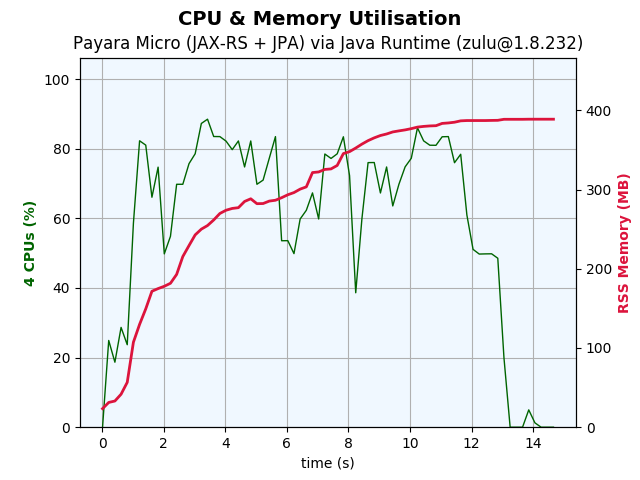 CPU & Memory Utilisation
Payara Micro (JAX-RS + JPA) via Java Runtime (zulu@1.8.232)
100
80
60
40
20
0
4 CPUs (%)
400
300
200
100
0
RSS Memory (MB)
0 2 4 6 8 10 12 14
time (s)